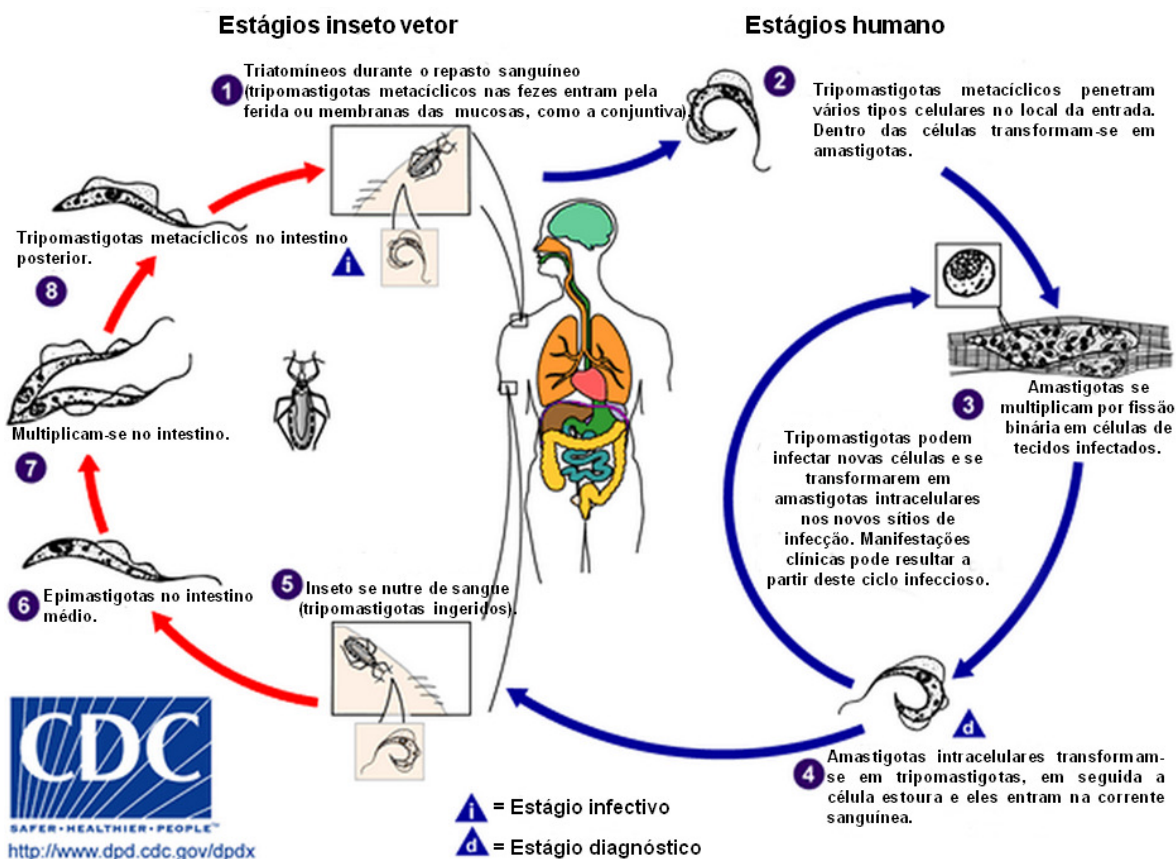 Estágios inseto vetor
Estágios humano
1
Triatomíneos durante o repasto sanguíneo
(tripomastigotas metacíclicos nas fezes entram pela
ferida ou membranas das mucosas, como a conjuntiva).
i
2
Tripomastigotas metacíclicos penetram
vários tipos celulares no local da entrada.
Dentro das células transformam-se em
amastigotas.
3
Amastigotas se
multiplicam por fissão
binária em células de
tecidos infectados.
Tripomastigotas podem
infectar novas células e se
transformarem em
amastigotas intracelulares
nos novos sítios de
infecção. Manifestações
clínicas pode resultar a
partir deste ciclo infeccioso.
d
4
Amastigotas intracelulares transformam-
se em tripomastigotas, em seguida a
célula estoura e eles entram na corrente
sanguínea.
5
Inseto se nutre de sangue
(tripomastigotas ingeridos).
6
Epimastigotas no intestino
médio.
Multiplicam-se no intestino.
7
Tripomastigotas metacíclicos no intestino
posterior.
8
i = Estágio infectivo
d = Estágio diagnóstico
CDC
SAFER·HEALTHIER·PEOPLE™
http://www.dpd.cdc.gov/dpdx